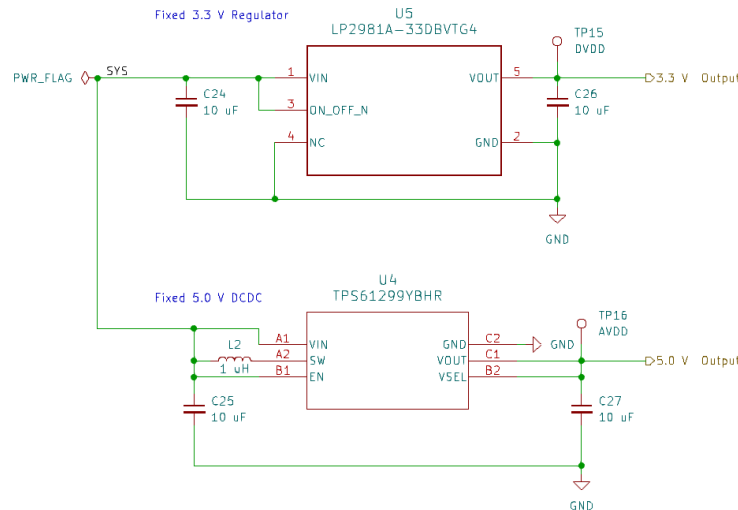 Fixed 3.3 V Regulator
U5
LP2981A-33DBVTG4
TP15
DVDD
PWR_FLAG
SYS
1
VIN
VOUT
5
3.3 V Output
C24
10 uF
3
ON_OFF_N
C26
10 uF
4
NC
GND
2
GND
Fixed 5.0 V DCDC
U4
TPS61299YBHR
TP16
AVDD
L2
1 uH
A1
VIN
GND
C2
GND
A2
SW
VOUT
C1
5.0 V Output
B1
EN
VSEL
B2
C25
10 uF
C27
10 uF
GND